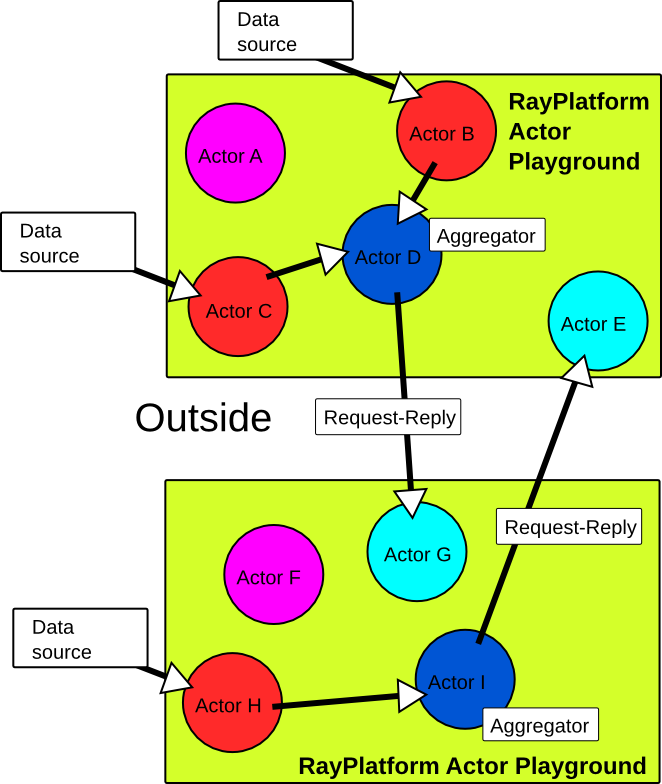 Data
source
RayPlatform
Actor
Playground
Actor B
Actor A
Data
source
Aggregator
Actor D
Actor C
Actor E
Outside
Request-Reply
Request-Reply
Actor G
Actor F
Data
source
Actor I
Actor H
Aggregator
RayPlatform Actor Playground